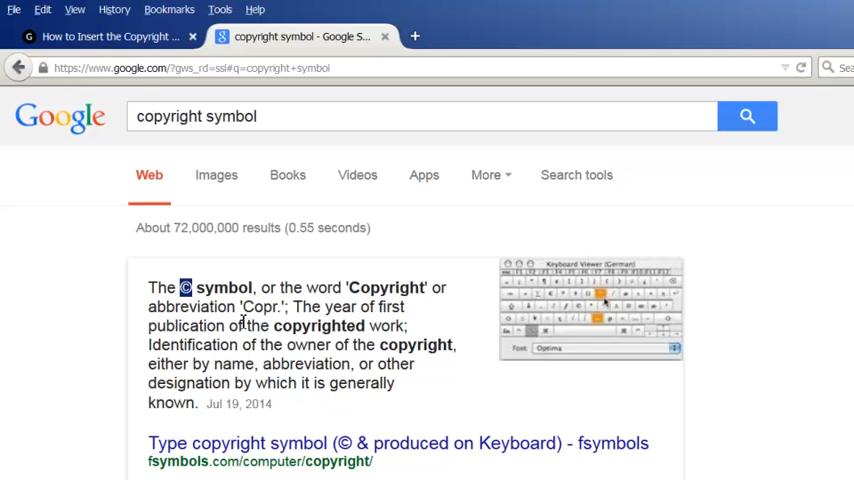 File Edit View History Bookmarks Tools Help
G How to Insert the Copyright ... × copyright symbol - Google S... × +
https://www.google.com/?gws_rd=ssl#q=copyright+symbol Sea
Google copyright symbol
Web Images Books Videos Apps More Search tools
About 72,000,000 results (0.55 seconds)
The © symbol, or the word 'Copyright' or
abbreviation 'Copr.'; The year of first
publication of the copyrighted work;
Identification of the owner of the copyright,
either by name, abbreviation, or other
designation by which it is generally
known. Jul 19, 2014
Keyboard Viewer (German)
Font: Optima
Type copyright symbol (© & produced on Keyboard) - fsymbols
fsymbols.com/computer/copyright/